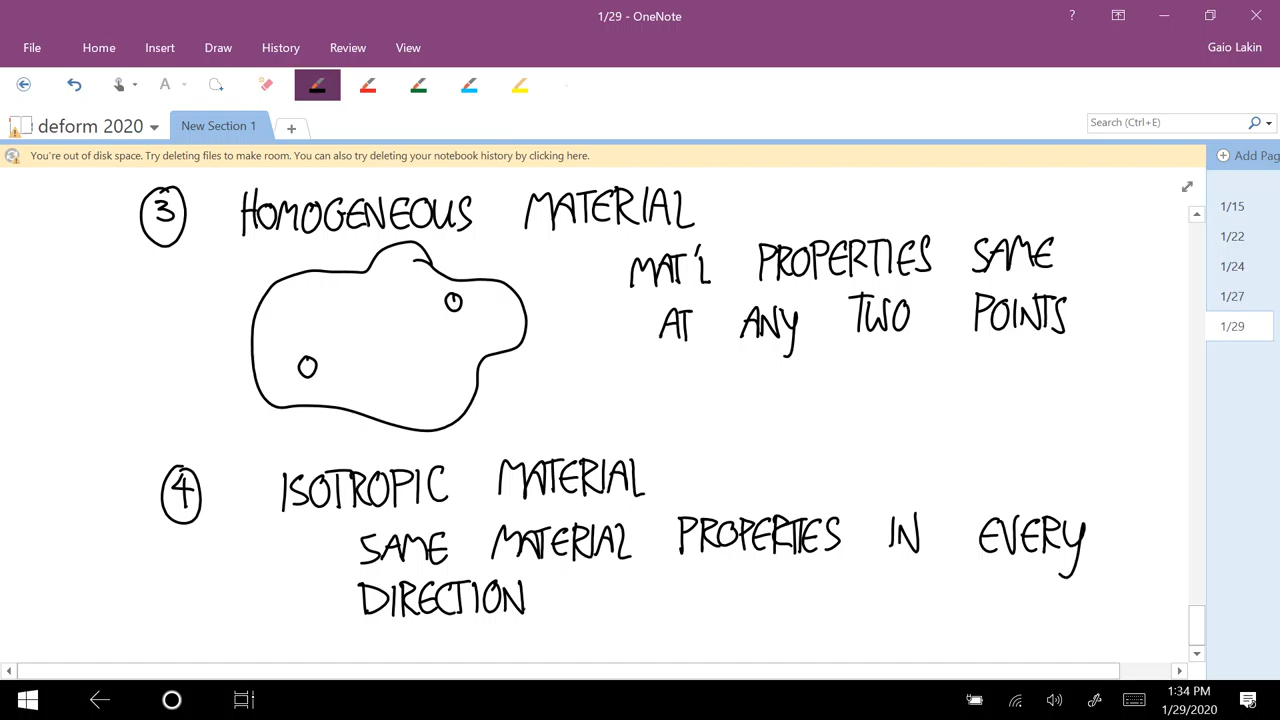 1/29 - OneNote
?
File Home Insert Draw History Review View Gaio Lakin
A
deform 2020 New Section 1 + Search (Ctrl+E)
You're out of disk space. Try deleting files to make room. You can also try deleting your notebook history by clicking here.
Add Pag
1/15
1/22
1/24
1/27
1/29
3 HOMOGENEOUS MATERIAL
MAT'L PROPERTIES SAME
AT ANY TWO POINTS
4 ISOTROPIC MATERIAL
SAME MATERIAL PROPERTIES IN EVERY
DIRECTION
1:34 PM
1/29/2020